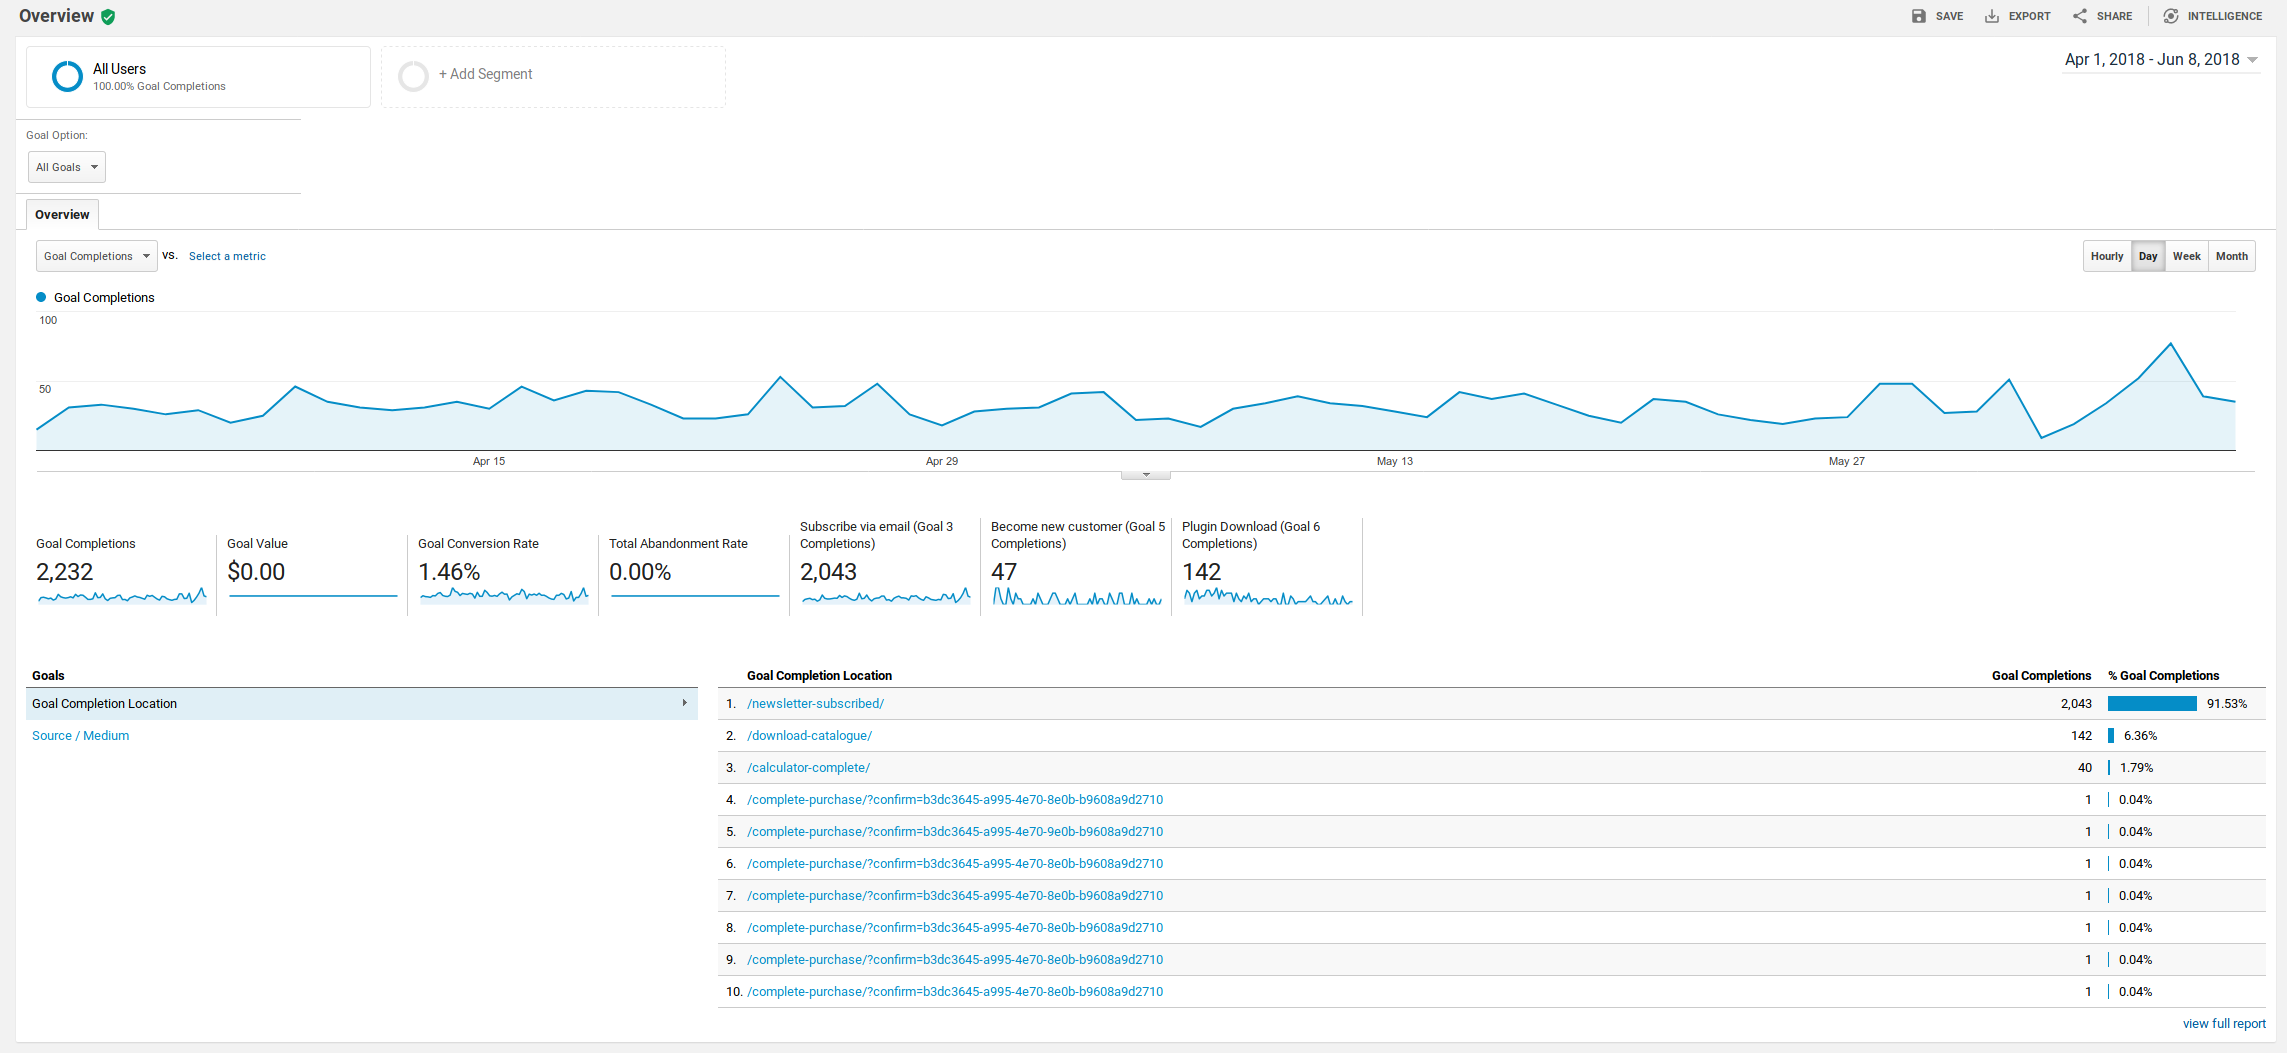 Overview
SAVE
EXPORT
SHARE
INTELLIGENCE
All Users
100.00% Goal Completions
+ Add Segment
Apr 1, 2018 - Jun 8, 2018
Goal Option:
All Goals
Overview
Goal Completions
vs.
Select a metric
Hourly
Day
Week
Month
Goal Completions
100
50
Apr 15
Apr 29
May 13
May 27
Goal Completions
2,232
Goal Value
$0.00
Goal Conversion Rate
1.46%
Total Abandonment Rate
0.00%
Subscribe via email (Goal 3
Completions)
2,043
Become new customer (Goal 5
Completions)
47
Plugin Download (Goal 6
Completions)
142
Goals
Goal Completion Location
Source / Medium
Goal Completion Location Goal Completions % Goal Completions
1. /newsletter-subscribed/ 2,043 91.53%
2. /download-catalogue/ 142 6.36%
3. /calculator-complete/ 40 1.79%
4. /complete-purchase/?confirm=b3dc3645-a995-4e70-8e0b-b9608a9d2710 1 0.04%
5. /complete-purchase/?confirm=b3dc3645-a995-4e70-9e0b-b9608a9d2710 1 0.04%
6. /complete-purchase/?confirm=b3dc3645-a995-4e70-8e0b-b9608a9d2710 1 0.04%
7. /complete-purchase/?confirm=b3dc3645-a995-4e70-8e0b-b9608a9d2710 1 0.04%
8. /complete-purchase/?confirm=b3dc3645-a995-4e70-8e0b-b9608a9d2710 1 0.04%
9. /complete-purchase/?confirm=b3dc3645-a995-4e70-8e0b-b9608a9d2710 1 0.04%
10. /complete-purchase/?confirm=b3dc3645-a995-4e70-8e0b-b9608a9d2710 1 0.04%
view full report